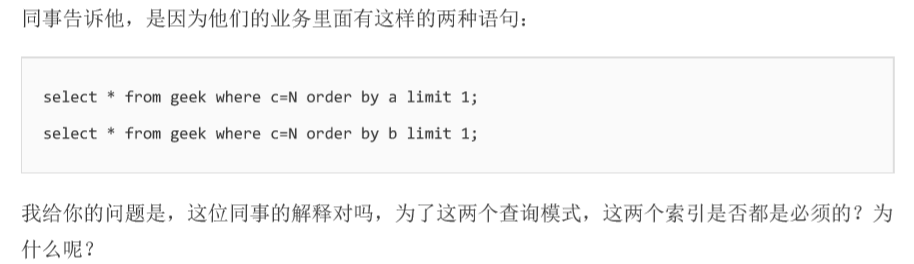 同事告诉他，是因为他们的业务里面有这样的两种语句：
select * from geek where c=N order by a limit 1;
select * from geek where c=N order by b limit 1;
我给你的问题是，这位同事的解释对吗，为了这两个查询模式，这两个索引是否都是必须的？为
什么呢？